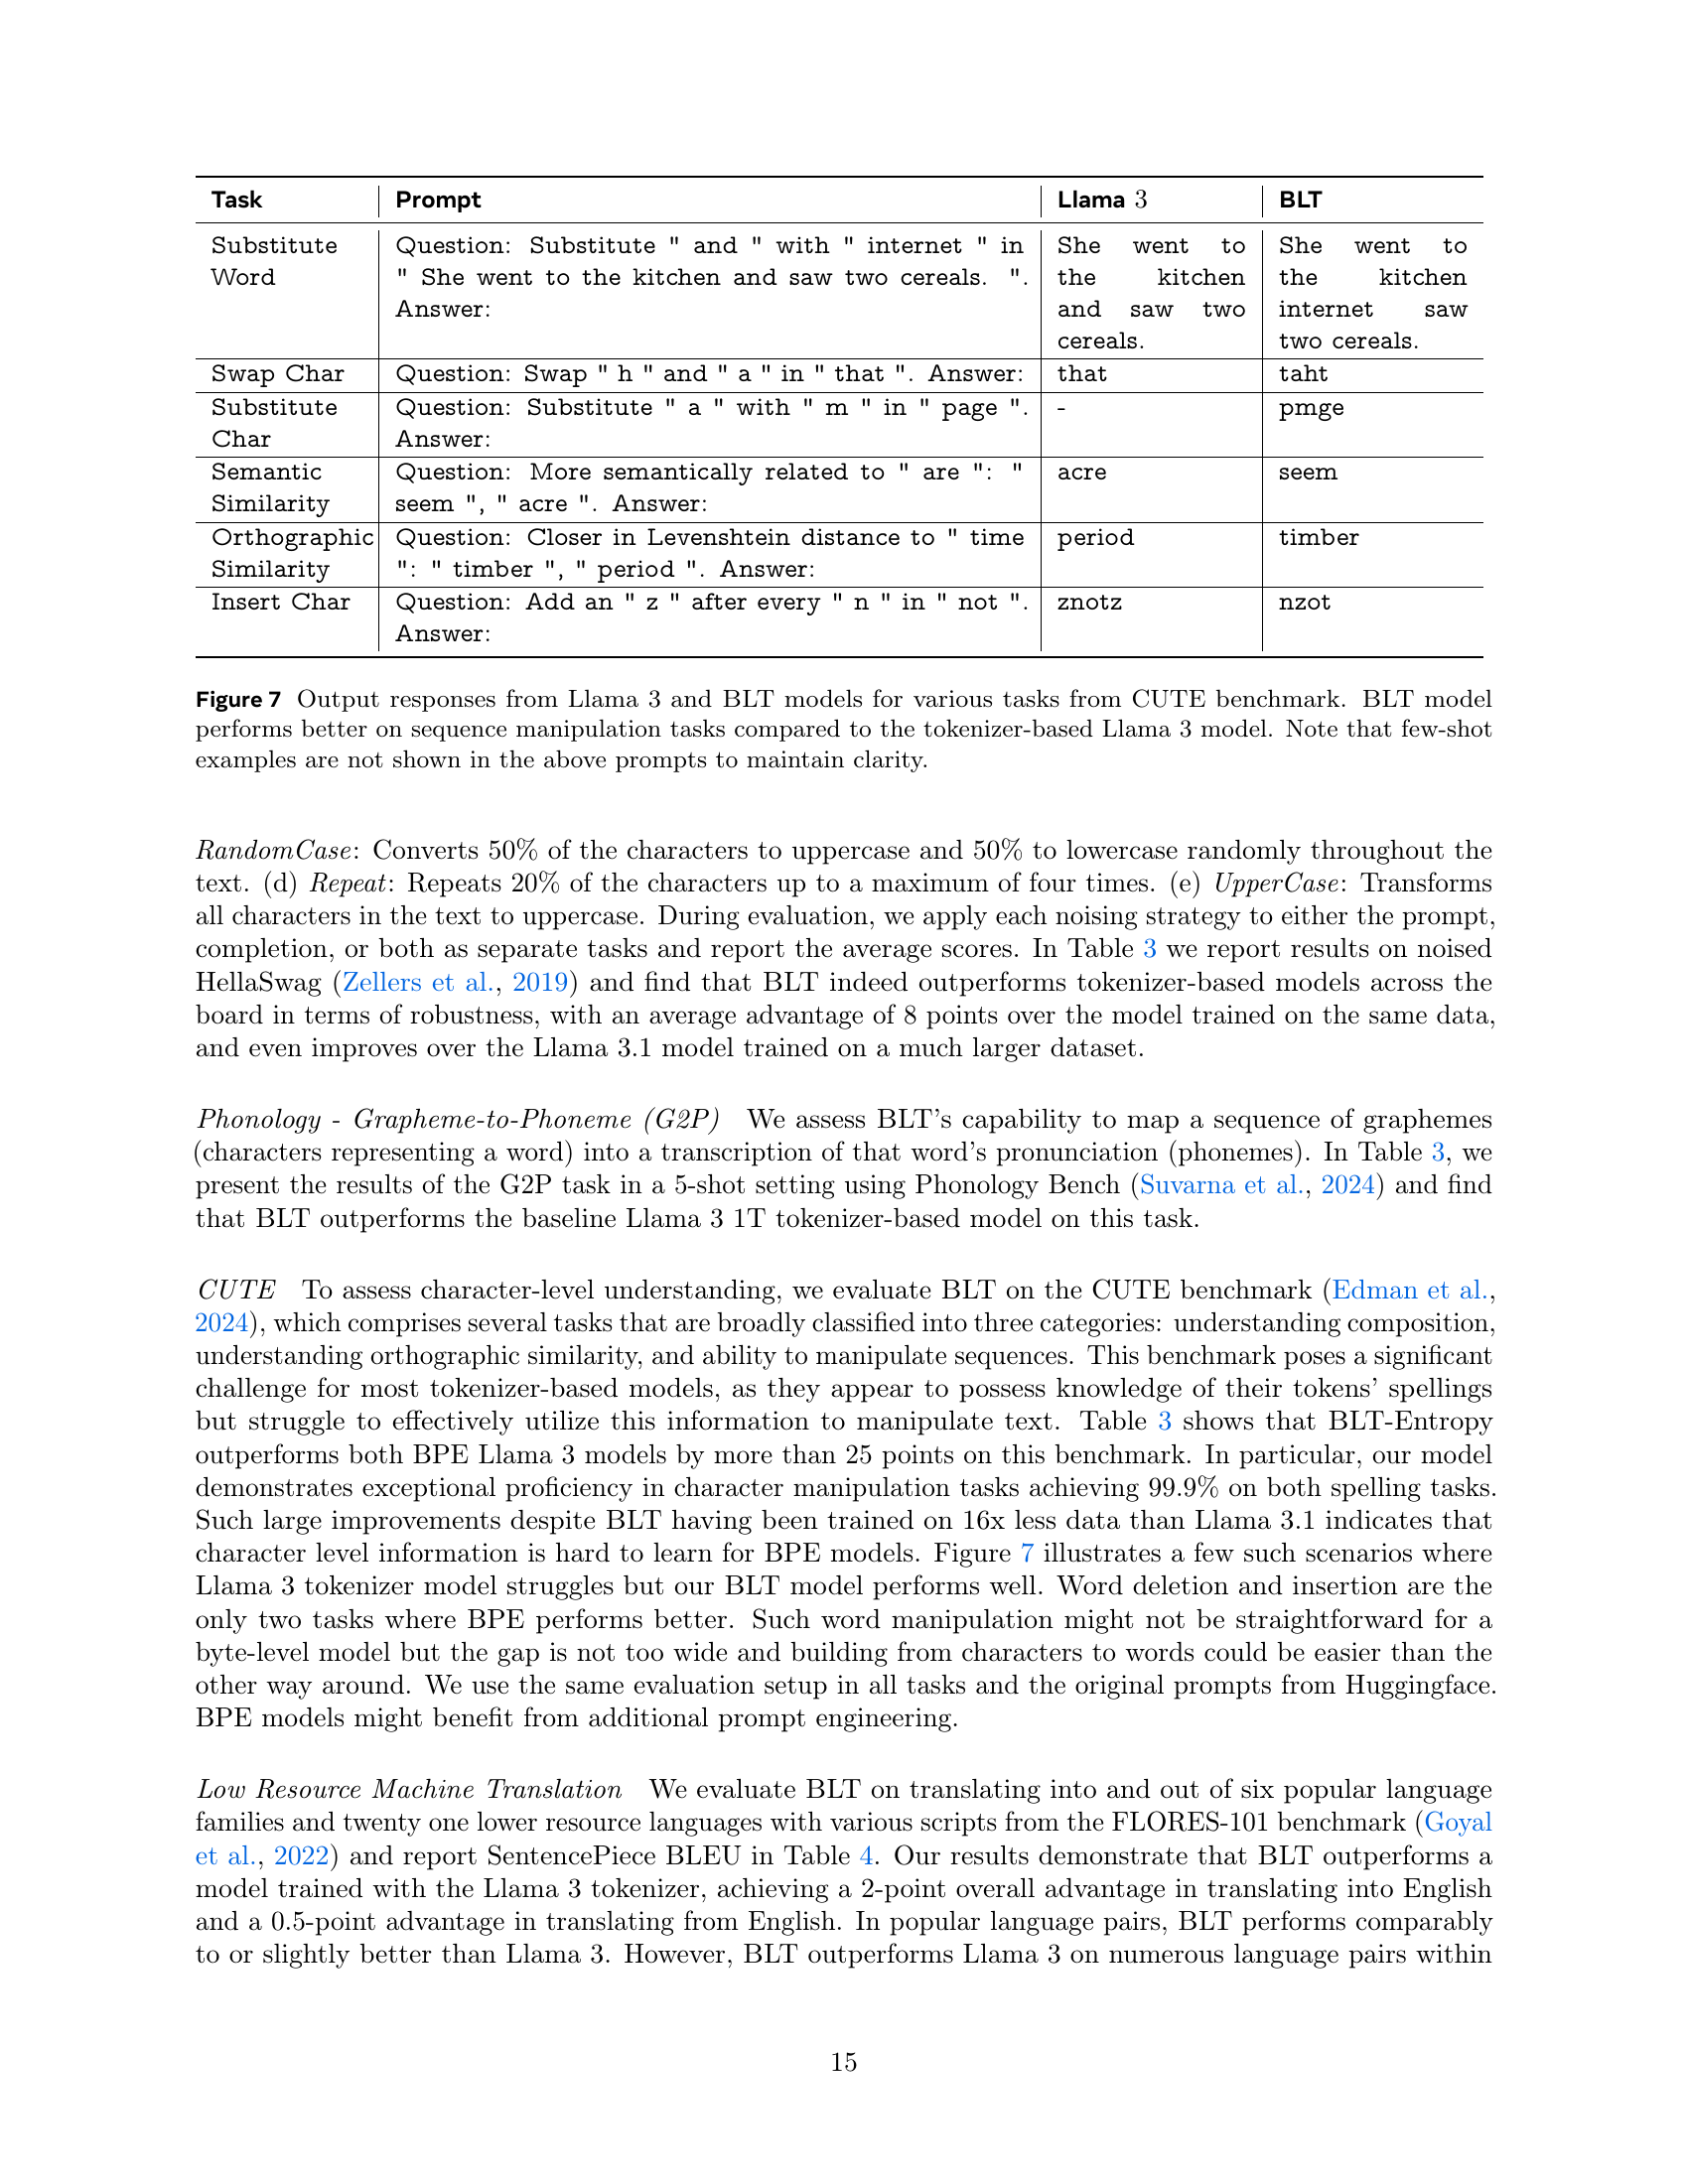 Task Prompt Llama 3 BLT
Substitute Word Question: Substitute " and " with " internet " in " She went to the kitchen and saw two cereals. ". Answer: She went to the kitchen and saw two cereals. She went to the kitchen internet saw two cereals.
Swap Char Question: Swap " h " and " a " in " that ". Answer: that taht
Substitute Char Question: Substitute " a " with " m " in " page ". Answer: - pmge
Semantic Similarity Question: More semantically related to " are ": " seem ", " acre ". Answer: acre seem
Orthographic Similarity Question: Closer in Levenshtein distance to " time ": " timber ", " period ". Answer: period timber
Insert Char Question: Add an " z " after every " n " in " not ". Answer: znotz nzot
Figure 7 Output responses from Llama 3 and BLT models for various tasks from CUTE benchmark. BLT model
performs better on sequence manipulation tasks compared to the tokenizer-based Llama 3 model. Note that few-shot
examples are not shown in the above prompts to maintain clarity.
RandomCase: Converts 50% of the characters to uppercase and 50% to lowercase randomly throughout the
text. (d) Repeat: Repeats 20% of the characters up to a maximum of four times. (e) UpperCase: Transforms
all characters in the text to uppercase. During evaluation, we apply each noising strategy to either the prompt,
completion, or both as separate tasks and report the average scores. In Table 3 we report results on noised
HellaSwag (Zellers et al., 2019) and find that BLT indeed outperforms tokenizer-based models across the
board in terms of robustness, with an average advantage of 8 points over the model trained on the same data,
and even improves over the Llama 3.1 model trained on a much larger dataset.
Phonology - Grapheme-to-Phoneme (G2P) We assess BLT's capability to map a sequence of graphemes
(characters representing a word) into a transcription of that word's pronunciation (phonemes). In Table 3, we
present the results of the G2P task in a 5-shot setting using Phonology Bench (Suvarna et al., 2024) and find
that BLT outperforms the baseline Llama 3 1T tokenizer-based model on this task.
CUTE To assess character-level understanding, we evaluate BLT on the CUTE benchmark (Edman et al.,
2024), which comprises several tasks that are broadly classified into three categories: understanding composition,
understanding orthographic similarity, and ability to manipulate sequences. This benchmark poses a significant
challenge for most tokenizer-based models, as they appear to possess knowledge of their tokens' spellings
but struggle to effectively utilize this information to manipulate text. Table 3 shows that BLT-Entropy
outperforms both BPE Llama 3 models by more than 25 points on this benchmark. In particular, our model
demonstrates exceptional proficiency in character manipulation tasks achieving 99.9% on both spelling tasks.
Such large improvements despite BLT having been trained on 16x less data than Llama 3.1 indicates that
character level information is hard to learn for BPE models. Figure 7 illustrates a few such scenarios where
Llama 3 tokenizer model struggles but our BLT model performs well. Word deletion and insertion are the
only two tasks where BPE performs better. Such word manipulation might not be straightforward for a
byte-level model but the gap is not too wide and building from characters to words could be easier than the
other way around. We use the same evaluation setup in all tasks and the original prompts from Huggingface.
BPE models might benefit from additional prompt engineering.
Low Resource Machine Translation We evaluate BLT on translating into and out of six popular language
families and twenty one lower resource languages with various scripts from the FLORES-101 benchmark (Goyal
et al., 2022) and report SentencePiece BLEU in Table 4. Our results demonstrate that BLT outperforms a
model trained with the Llama 3 tokenizer, achieving a 2-point overall advantage in translating into English
and a 0.5-point advantage in translating from English. In popular language pairs, BLT performs comparably
to or slightly better than Llama 3. However, BLT outperforms Llama 3 on numerous language pairs within
15